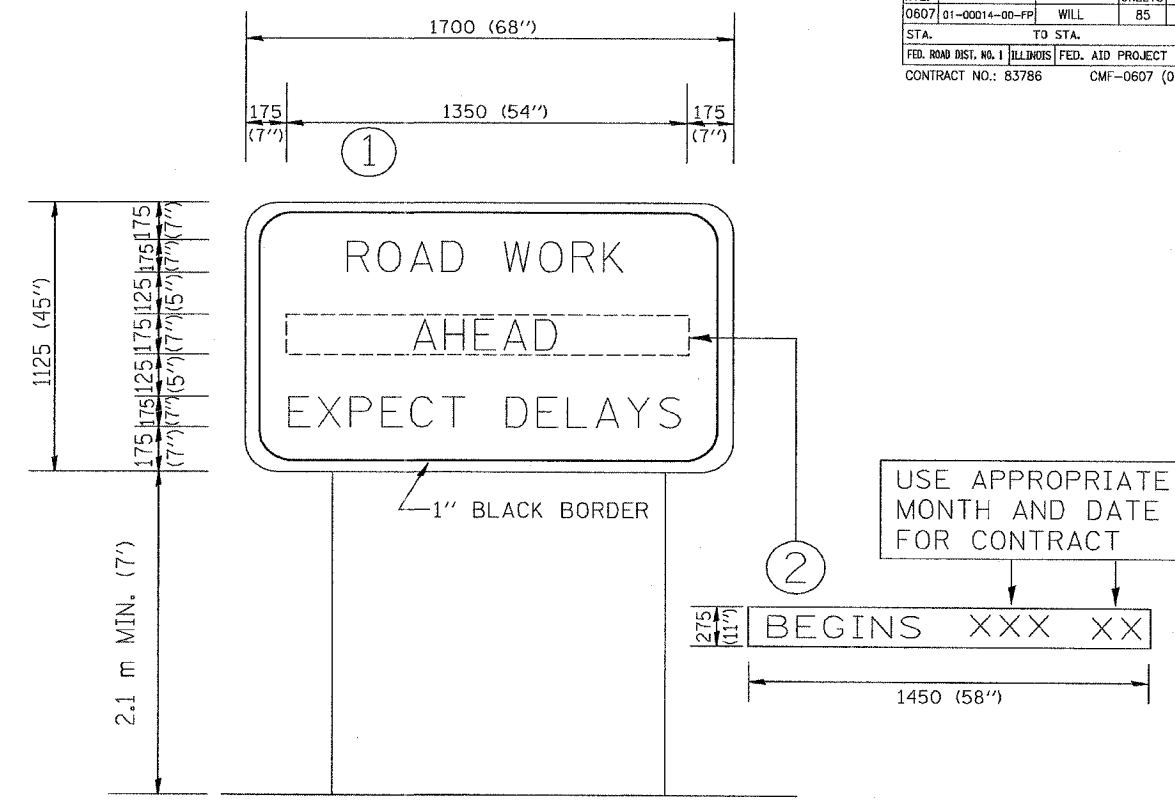 0607 01-00014-00-FP WILL 85
STA. TO STA.
FED. ROAD DIST. NO. 1 ILLINOIS FED. AID PROJECT
CONTRACT NO.: 83786 CMF-0607 (0
1700 (68")
175 (7")
1350 (54")
175 (7")
1
1125 (45")
175 (7")
175 (7")
125 (5")
175 (7")
125 (5")
175 (7")
175 (7")
ROAD WORK
AHEAD
EXPECT DELAYS
1" BLACK BORDER
2.1 m MIN. (7')
2
USE APPROPRIATE
MONTH AND DATE
FOR CONTRACT
275 (11")
BEGINS XXX XX
1450 (58")